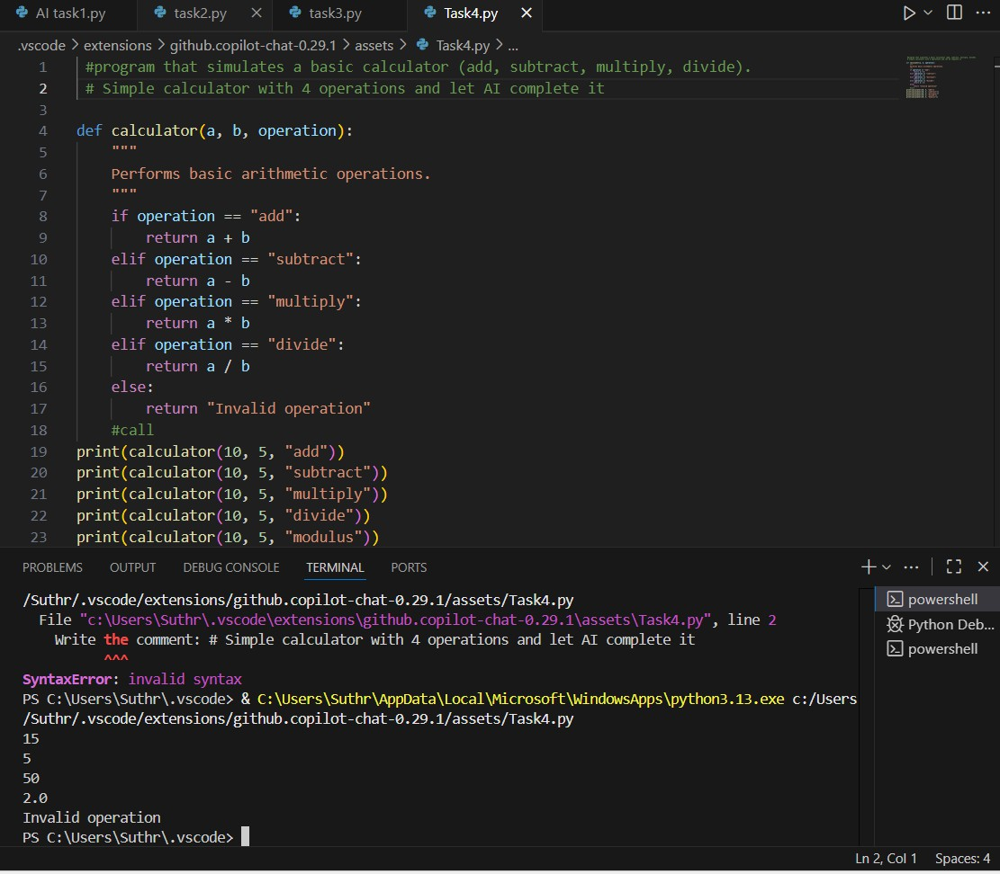 AI task1.py task2.py task3.py Task4.py
.vscode > extensions > github.copilot-chat-0.29.1 > assets > Task4.py > ...
1 #program that simulates a basic calculator (add, subtract, multiply, divide).
2 # Simple calculator with 4 operations and let AI complete it
3
4 def calculator(a, b, operation):
5 """
6 Performs basic arithmetic operations.
7 """
8 if operation == "add":
9 return a + b
10 elif operation == "subtract":
11 return a - b
12 elif operation == "multiply":
13 return a * b
14 elif operation == "divide":
15 return a / b
16 else:
17 return "Invalid operation"
18 #call
19 print(calculator(10, 5, "add"))
20 print(calculator(10, 5, "subtract"))
21 print(calculator(10, 5, "multiply"))
22 print(calculator(10, 5, "divide"))
23 print(calculator(10, 5, "modulus"))
PROBLEMS OUTPUT DEBUG CONSOLE TERMINAL PORTS
/Suthr/.vscode/extensions/github.copilot-chat-0.29.1/assets/Task4.py
File "c:\Users\Suthr\.vscode\extensions\github.copilot-chat-0.29.1\assets\Task4.py", line 2
Write the comment: # Simple calculator with 4 operations and let AI complete it
^^^
SyntaxError: invalid syntax
PS C:\Users\Suthr\.vscode> & C:\Users\Suthr\AppData\Local\Microsoft\WindowsApps\python3.13.exe c:/Users
/Suthr/.vscode/extensions/github.copilot-chat-0.29.1/assets/Task4.py
15
5
50
2.0
Invalid operation
PS C:\Users\Suthr\.vscode>
powershell
Python Deb...
powershell
Ln 2, Col 1 Spaces: 4